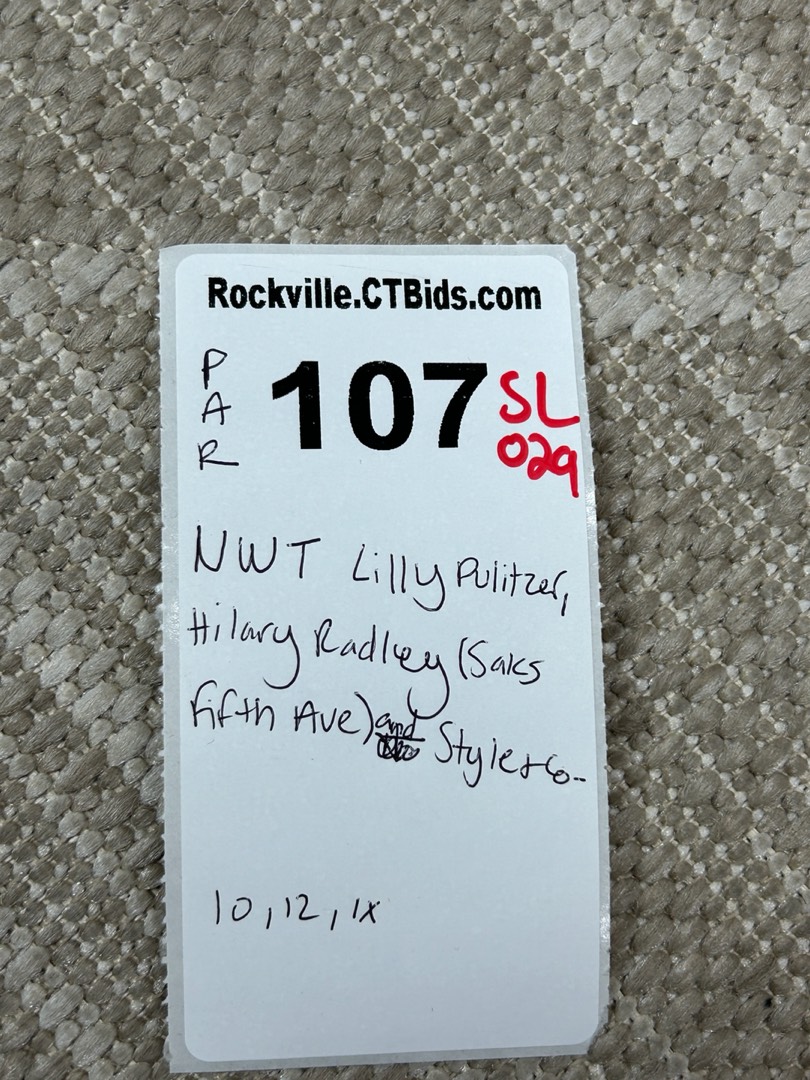 Rockville.CTBids.com
P
A
R
107
SL
029
NWT Lilly Pulitzer,
Hilary Radley (Saks
Fifth Ave) and Style+Co--
10, 12, 1X